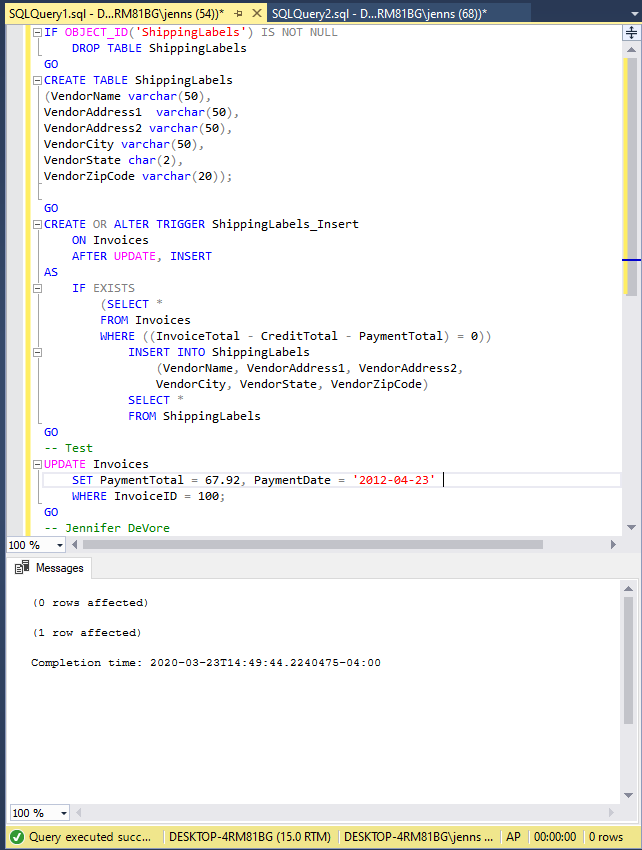 SQLQuery1.sql - D...RM81BG\jenns (54))* SQLQuery2.sql - D...RM81BG\jenns (68))*
IF OBJECT_ID('ShippingLabels') IS NOT NULL
DROP TABLE ShippingLabels
GO
CREATE TABLE ShippingLabels
(VendorName varchar(50),
VendorAddress1  varchar(50),
VendorAddress2 varchar(50),
VendorCity varchar(50),
VendorState char(2),
VendorZipCode varchar(20));
GO
CREATE OR ALTER TRIGGER ShippingLabels_Insert
ON Invoices
AFTER UPDATE, INSERT
AS
IF EXISTS
(SELECT *
FROM Invoices
WHERE ((InvoiceTotal - CreditTotal - PaymentTotal) = 0))
INSERT INTO ShippingLabels
(VendorName, VendorAddress1, VendorAddress2,
VendorCity, VendorState, VendorZipCode)
SELECT *
FROM ShippingLabels
GO
-- Test
UPDATE Invoices
SET PaymentTotal = 67.92, PaymentDate = '2012-04-23'
WHERE InvoiceID = 100;
GO
-- Jennifer DeVore
100 %
Messages
(0 rows affected)
(1 row affected)
Completion time: 2020-03-23T14:49:44.2240475-04:00
100 %
Query executed succ... DESKTOP-4RM81BG (15.0 RTM) DESKTOP-4RM81BG\jenns ... AP 00:00:00 0 rows